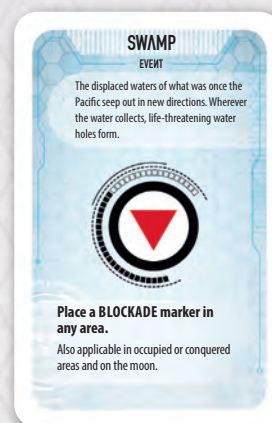 SWAMP
EVENT
The displaced waters of what was once the
Pacific seep out in new directions. Wherever
the water collects, life-threatening water
holes form.
Place a BLOCKADE marker in
any area.
Also applicable in occupied or conquered
areas and on the moon.